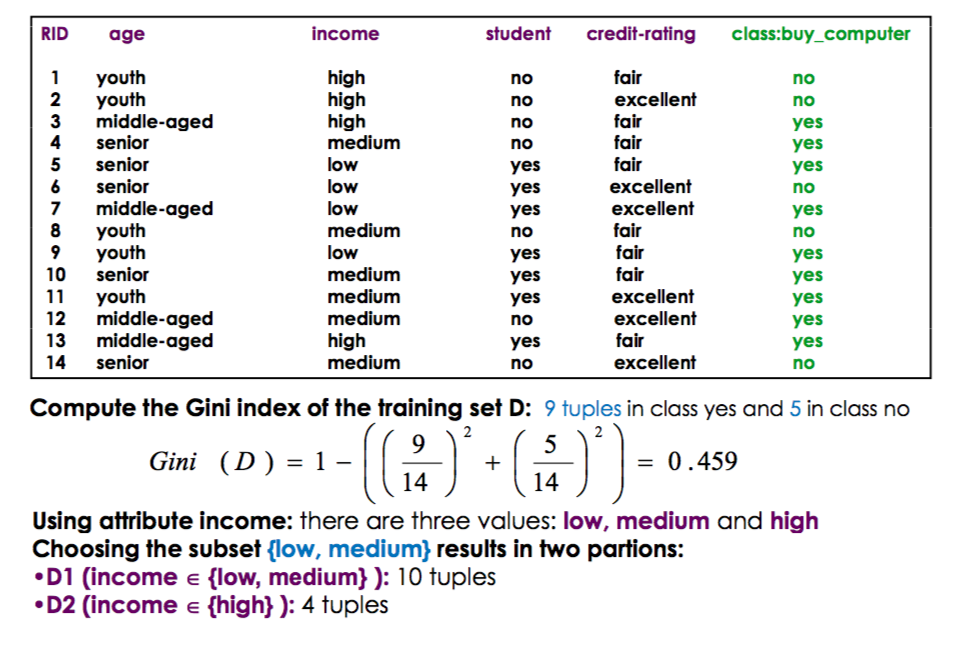 RID age income student credit-rating class:buy_computer
1 youth high no fair no
2 youth high no excellent no
3 middle-aged high no fair yes
4 senior medium no fair yes
5 senior low yes fair yes
6 senior low yes excellent no
7 middle-aged low yes excellent yes
8 youth medium no fair no
9 youth low yes fair yes
10 senior medium yes fair yes
11 youth medium yes excellent yes
12 middle-aged medium no excellent yes
13 middle-aged high yes fair yes
14 senior medium no excellent no
Compute the Gini index of the training set D: 9 tuples in class yes and 5 in class no
Gini (D) = 1 − ((9/14)² + (5/14)²) = 0.459
Using attribute income: there are three values: low, medium and high
Choosing the subset {low, medium} results in two partions:
•D1 (income ∈ {low, medium} ): 10 tuples
•D2 (income ∈ {high} ): 4 tuples